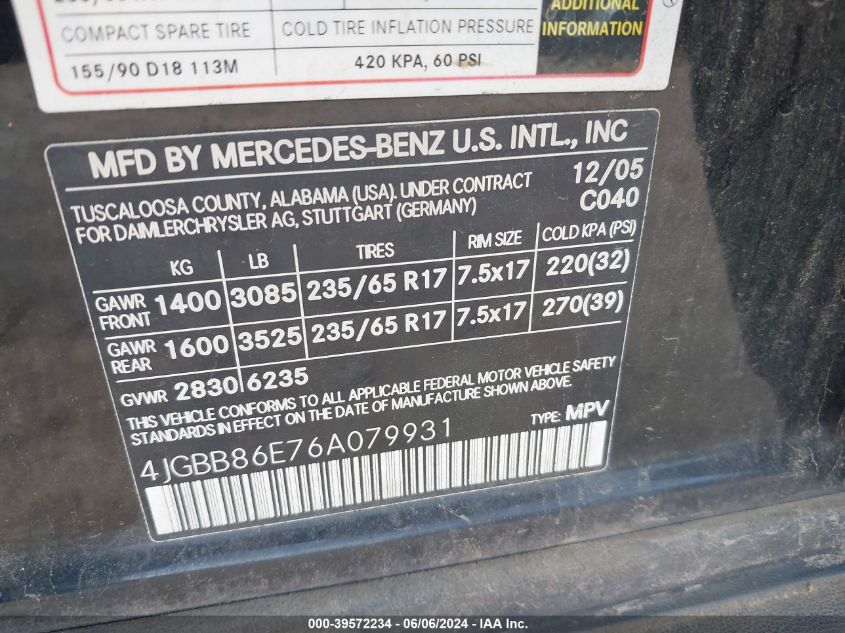 ADDITIONAL
COMPACT SPARE TIRE COLD TIRE INFLATION PRESSURE INFORMATION
155/90 D18 113M 420 KPA, 60 PSI
MFD BY MERCEDES-BENZ U.S. INTL., INC
TUSCALOOSA COUNTY, ALABAMA (USA). UNDER CONTRACT 12/05
FOR DAIMLERCHRYSLER AG, STUTTGART (GERMANY) C040
KG LB TIRES RIM SIZE COLD KPA (PSI)
GAWR FRONT 1400 3085 235/65 R17 7.5x17 220(32)
GAWR REAR 1600 3525 235/65 R17 7.5x17 270(39)
GVWR 2830 6235
THIS VEHICLE CONFORMS TO ALL APPLICABLE FEDERAL MOTOR VEHICLE SAFETY
STANDARDS IN EFFECT ON THE DATE OF MANUFACTURE SHOWN ABOVE.
TYPE: MPV
4JGBB86E76A079931
000-39572234 - 06/06/2024 - IAA Inc.